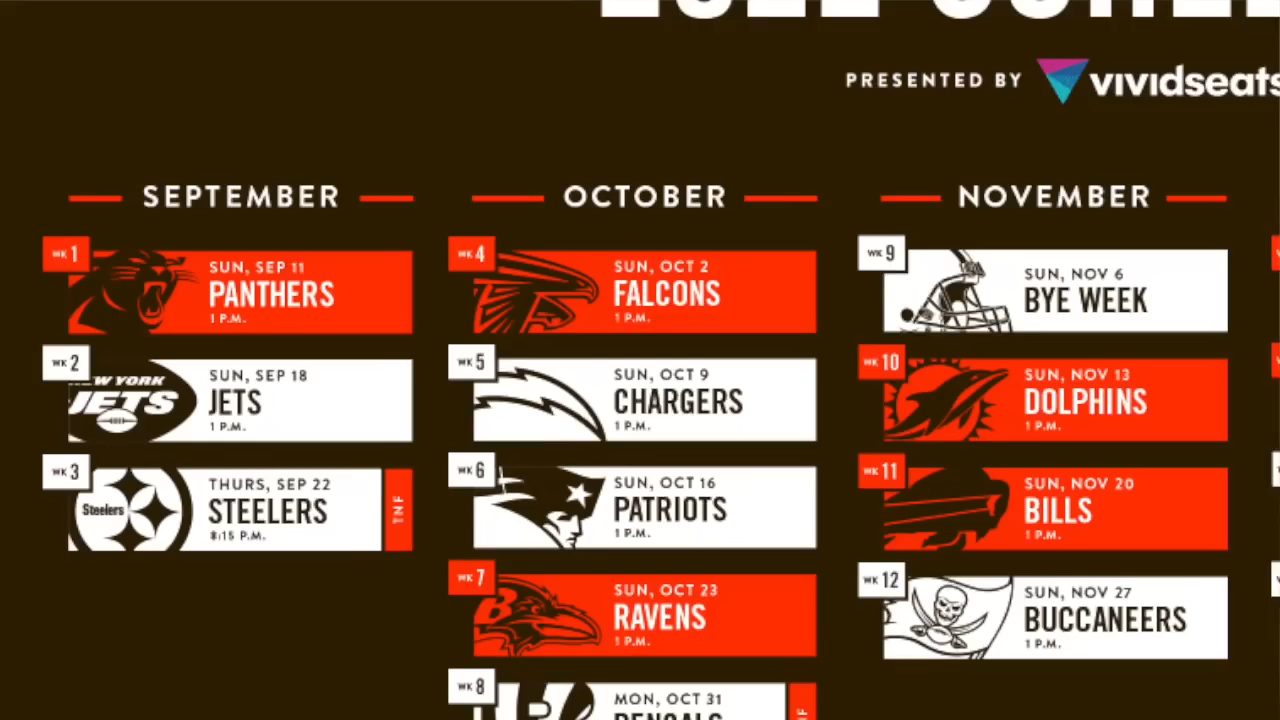 PRESENTED BY vividseats
SEPTEMBER
WK 1
SUN, SEP 11
PANTHERS
1 P.M.
WK 2
NEW YORK
JETS
SUN, SEP 18
JETS
1 P.M.
WK 3
Steelers
THURS, SEP 22
STEELERS
8:15 P.M.
TNF
OCTOBER
WK 4
SUN, OCT 2
FALCONS
1 P.M.
WK 5
SUN, OCT 9
CHARGERS
1 P.M.
WK 6
SUN, OCT 16
PATRIOTS
1 P.M.
WK 7
B
SUN, OCT 23
RAVENS
1 P.M.
WK 8
MON, OCT 31
BENGALS
NOVEMBER
WK 9
SUN, NOV 6
BYE WEEK
WK 10
SUN, NOV 13
DOLPHINS
1 P.M.
WK 11
SUN, NOV 20
BILLS
1 P.M.
WK 12
SUN, NOV 27
BUCCANEERS
1 P.M.